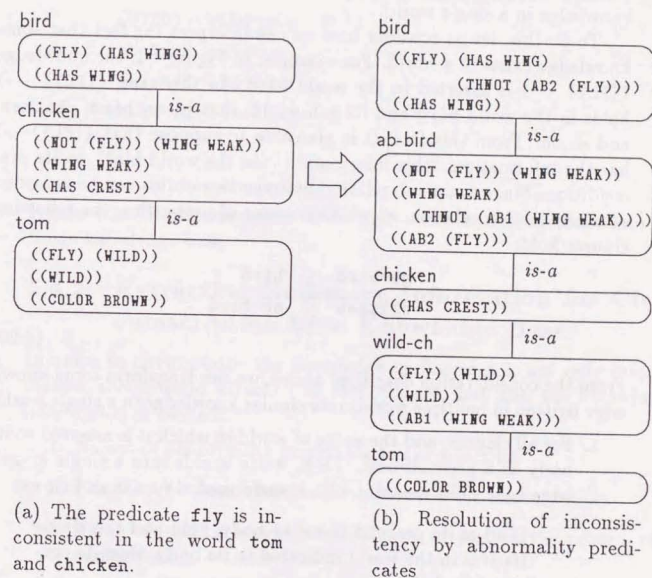 bird
((FLY) (HAS WING))
((HAS WING))
is-a
chicken
((NOT (FLY)) (WING WEAK))
((WING WEAK))
((HAS CREST))
is-a
tom
((FLY) (WILD))
((WILD))
((COLOR BROWN))
(a) The predicate fly is in-
consistent in the world tom
and chicken.
bird
((FLY) (HAS WING)
(THNOT (AB2 (FLY))))
((HAS WING))
is-a
ab-bird
((NOT (FLY)) (WING WEAK))
((WING WEAK)
(THNOT (AB1 (WING WEAK))))
((AB2 (FLY)))
is-a
chicken
((HAS CREST))
wild-ch
is-a
((FLY) (WILD))
((WILD))
((AB1 (WING WEAK)))
is-a
tom
((COLOR BROWN))
(b) Resolution of inconsis-
tency by abnormality predi-
cates